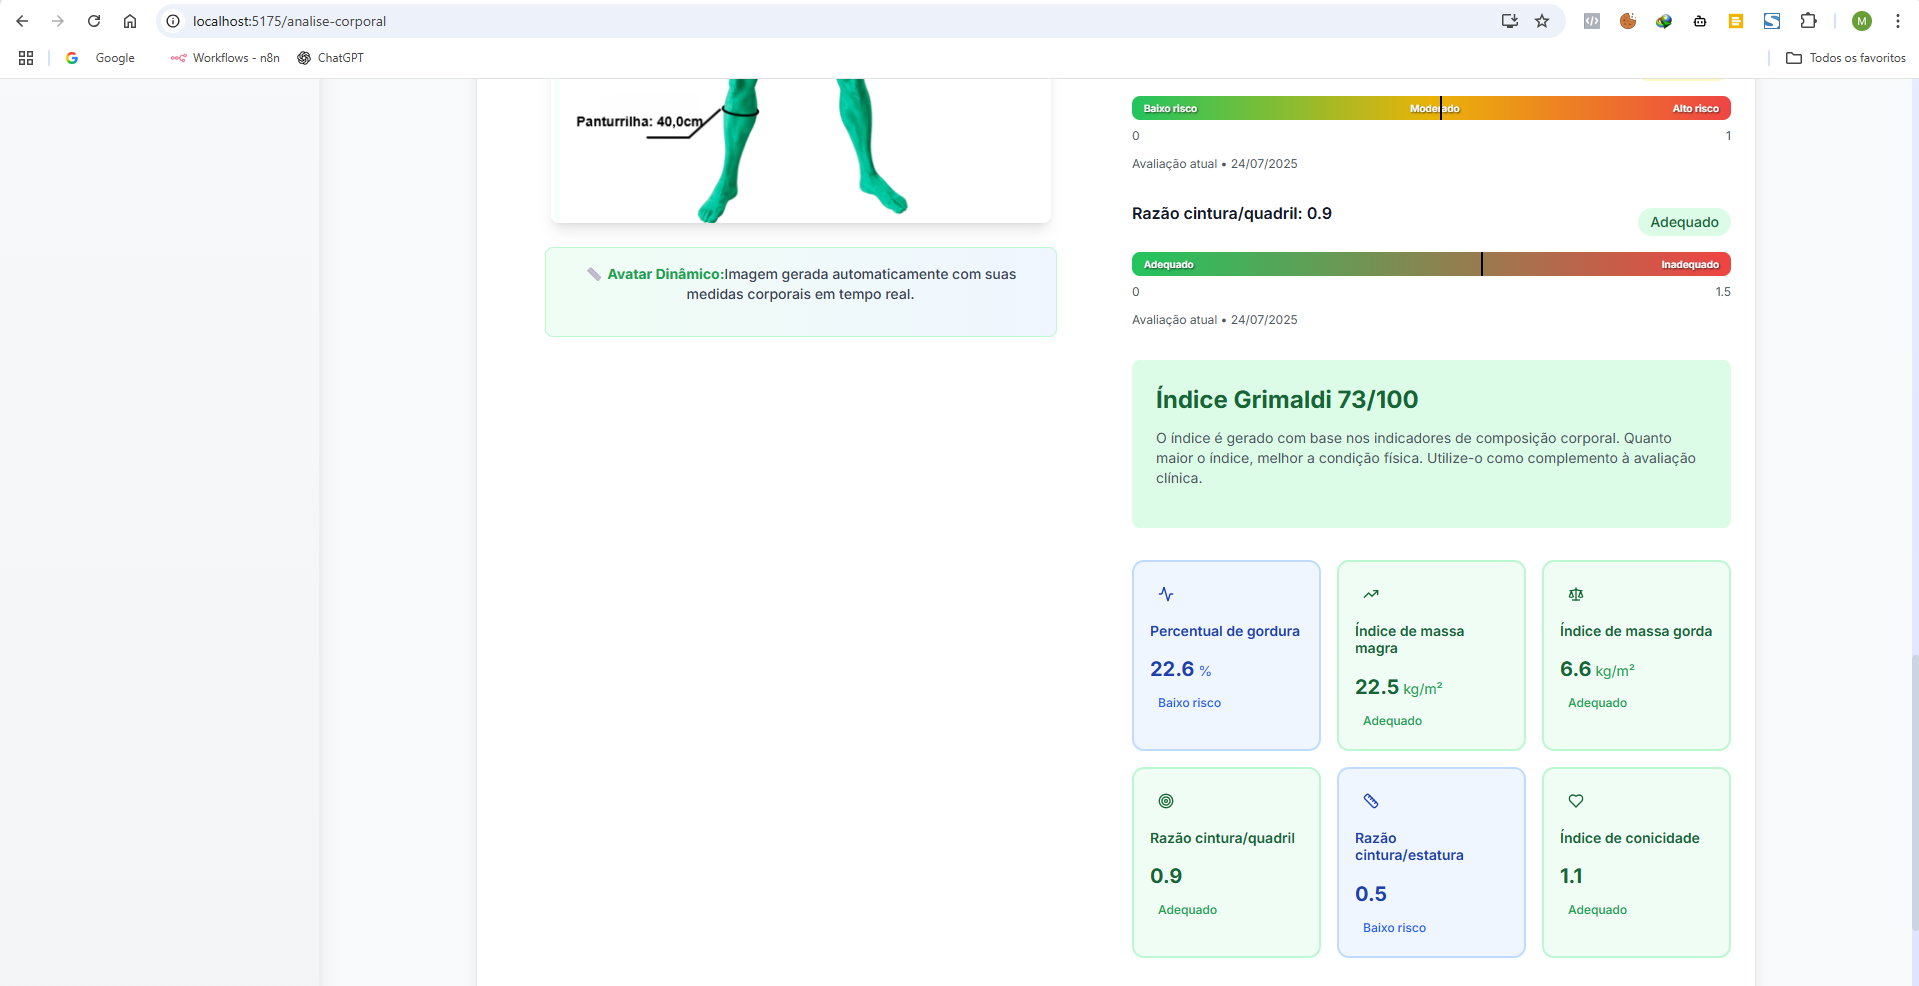 localhost:5175/analise-corporal
M
Google
Workflows - n8n
ChatGPT
Todos os favoritos
Panturrilha: 40,0cm
Avatar Dinâmico:Imagem gerada automaticamente com suas
medidas corporais em tempo real.
Baixo risco Moderado Alto risco
0 1
Avaliação atual • 24/07/2025
Razão cintura/quadril: 0.9
Adequado
Adequado Inadequado
0 1.5
Avaliação atual • 24/07/2025
Índice Grimaldi 73/100
O índice é gerado com base nos indicadores de composição corporal. Quanto
maior o índice, melhor a condição física. Utilize-o como complemento à avaliação
clínica.
Percentual de gordura
22.6 %
Baixo risco
Índice de massa
magra
22.5 kg/m²
Adequado
Índice de massa gorda
6.6 kg/m²
Adequado
Razão cintura/quadril
0.9
Adequado
Razão
cintura/estatura
0.5
Baixo risco
Índice de conicidade
1.1
Adequado